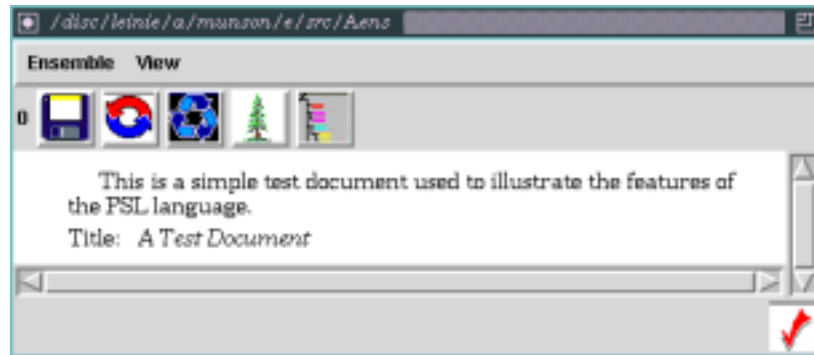 /disc/leinie/a/munson/e/src/Aens
Ensemble View
0
This is a simple test document used to illustrate the features of
the PSL language.
Title: A Test Document